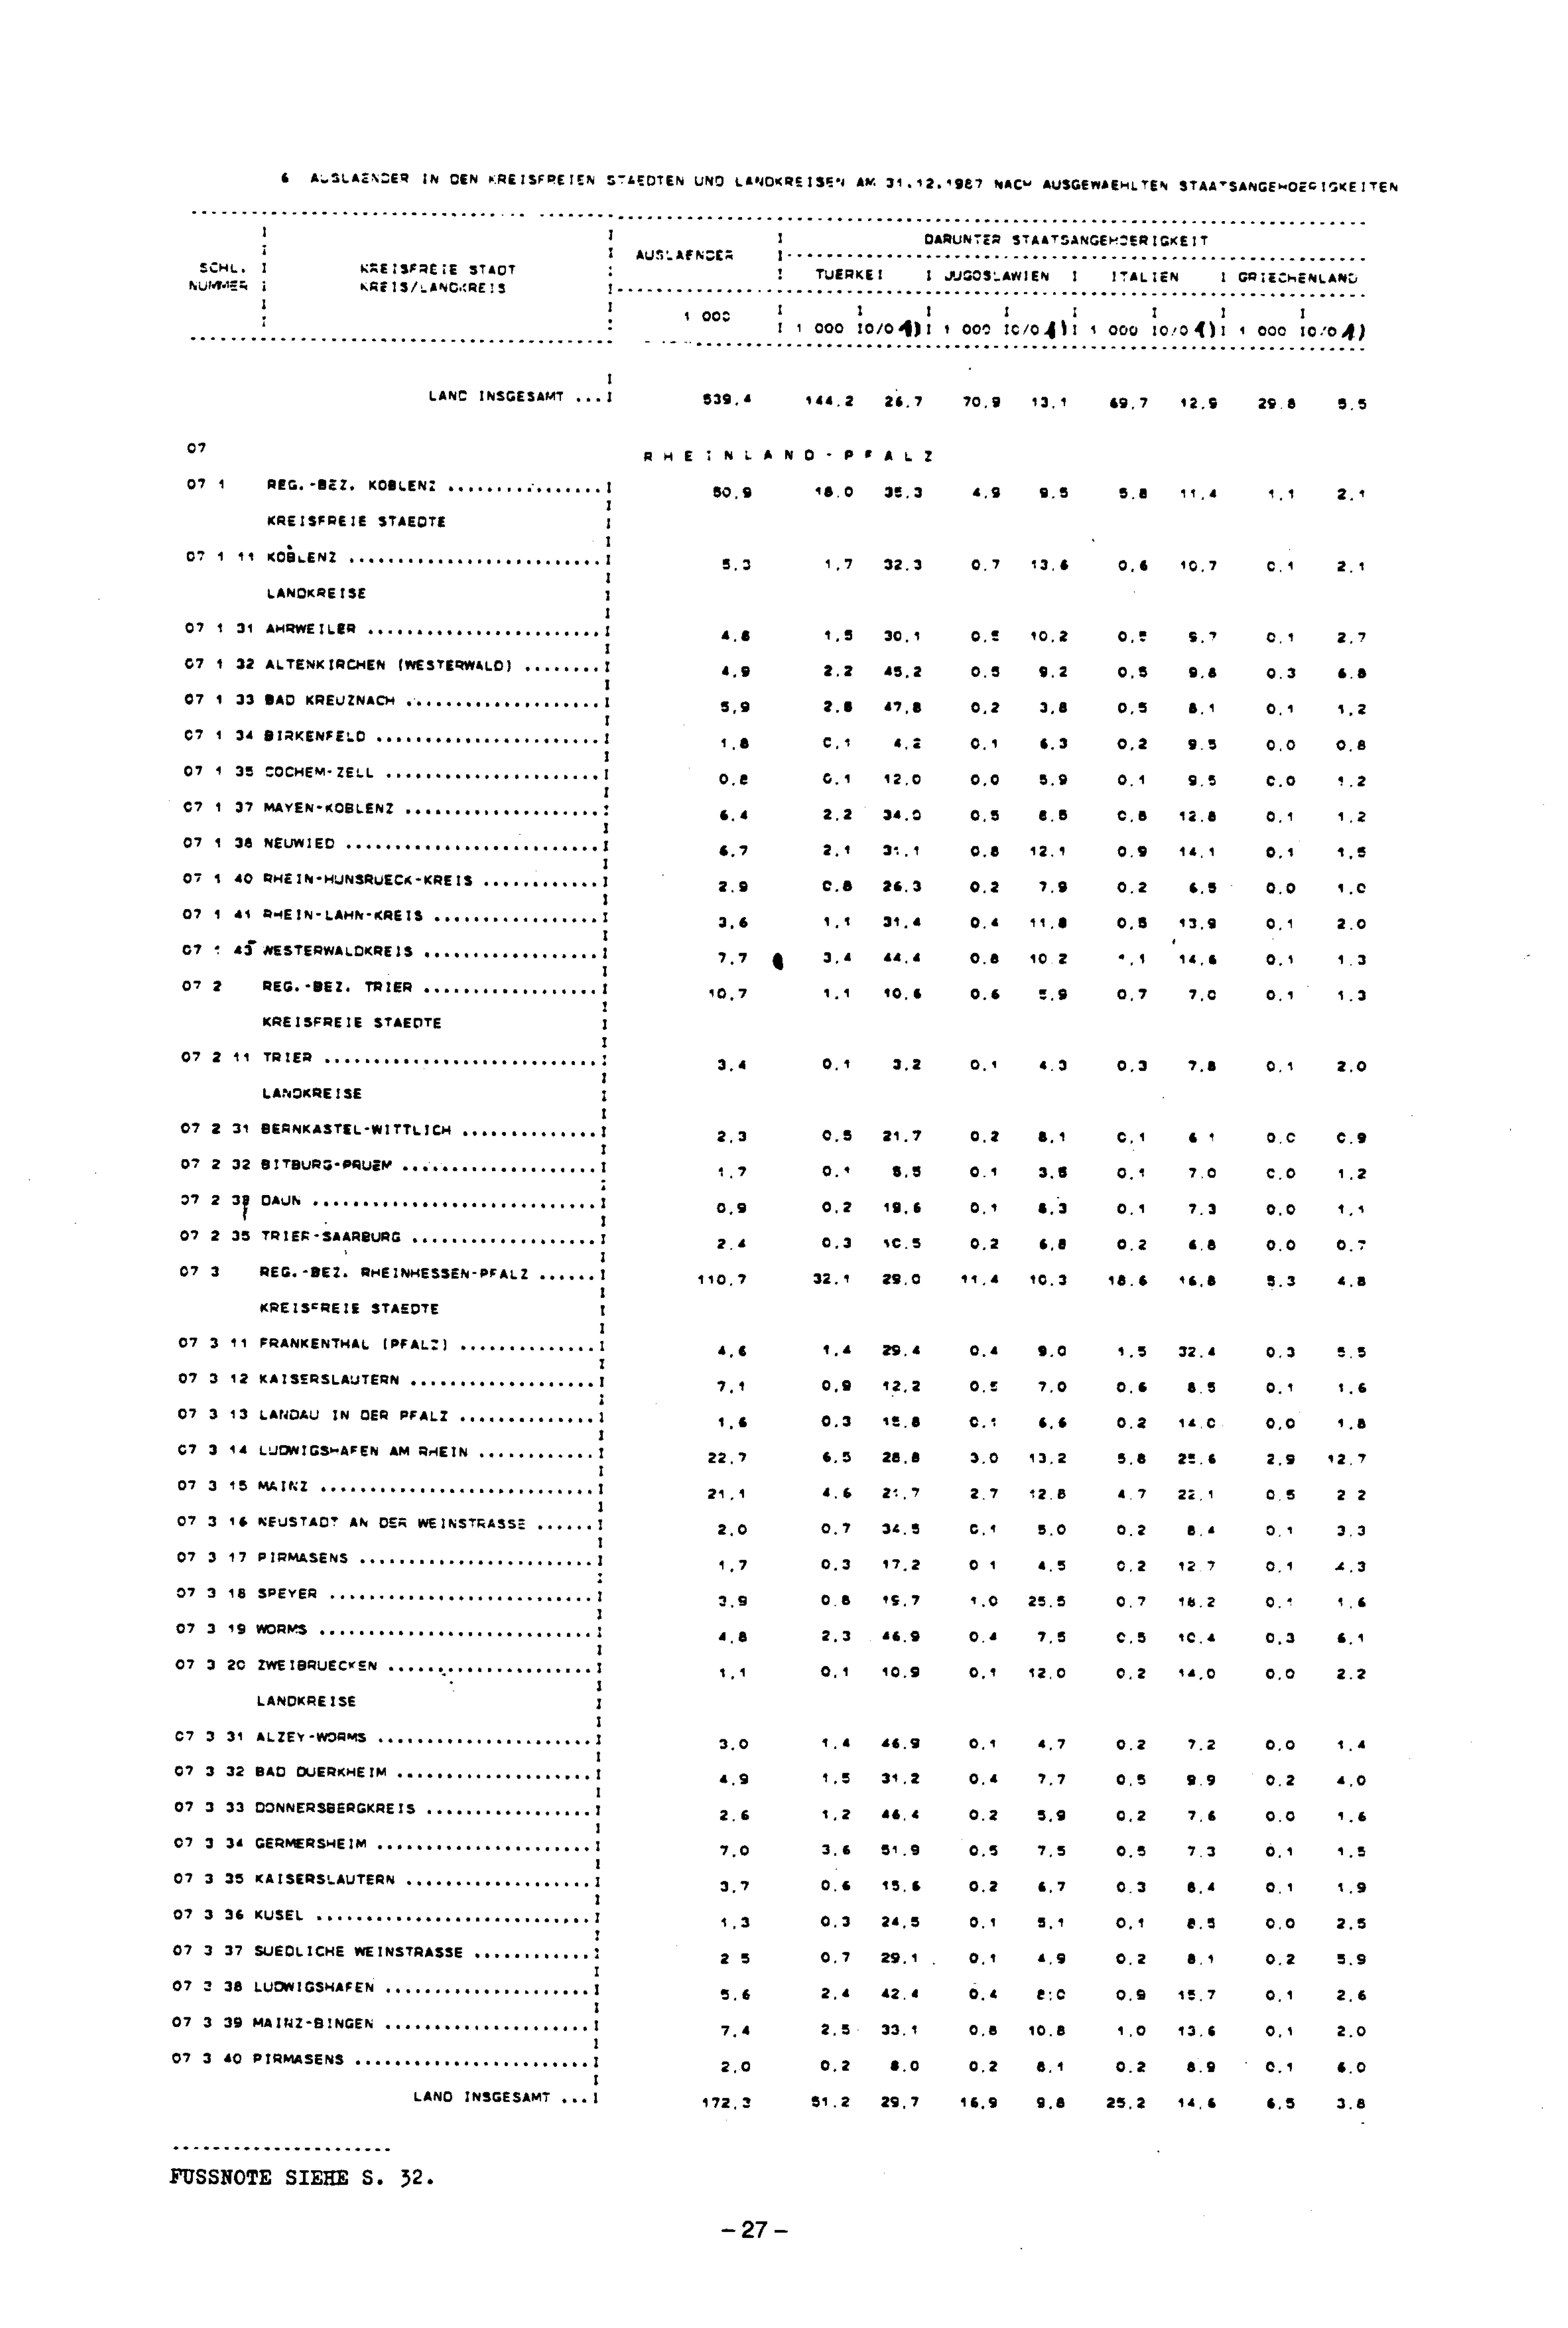 6 AUSLAENDER IN DEN KREISFREIEN STAEDTEN UND LANDKREISEN AM 31.12.1987 NACH AUSGEWAEHLTEN STAATSANGEHOERIGKEITEN
DARUNTER STAATSANGEHOERIGKEIT
AUSLAENDER
SCHL. NUMMER KREISFREIE STADT KREIS/LANDKREIS
TUERKEI I JUGOSLAWIEN I ITALIEN I GRIECHENLAND
1 000 I 1 000 IO/O 1)I 1 000 IO/O 1)I 1 000 IO/O 1)I 1 000 IO/O 1)
LAND INSGESAMT ...I 539,4 144,2 26,7 70,9 13,1 69,7 12,9 29,8 5,5
07 RHEINLAND-PFALZ
07 1 REG.-BEZ. KOBLENZ ................I 50,9 18,0 35,3 4,9 9,5 5,8 11,4 1,1 2,1
KREISFREIE STAEDTE
07 1 11 KOBLENZ ..........................I 5,3 1,7 32,3 0,7 13,6 0,6 10,7 0,1 2,1
LANDKREISE
07 1 31 AHRWEILER ........................I 4,8 1,5 30,1 0,5 10,2 0,5 9,7 0,1 2,7
07 1 32 ALTENKIRCHEN (WESTERWALD) ........I 4,9 2,2 45,2 0,5 9,2 0,5 9,8 0,3 6,8
07 1 33 BAD KREUZNACH ....................I 5,9 2,8 47,8 0,2 3,8 0,5 8,1 0,1 1,2
07 1 34 BIRKENFELD .......................I 1,8 0,1 4,2 0,1 6,3 0,2 9,5 0,0 0,8
07 1 35 COCHEM-ZELL ......................I 0,8 0,1 12,0 0,0 5,9 0,1 9,5 0,0 1,2
07 1 37 MAYEN-KOBLENZ ....................I 6,4 2,2 34,0 0,5 8,5 0,8 12,8 0,1 1,2
07 1 38 NEUWIED ..........................I 6,7 2,1 31,1 0,8 12,1 0,9 14,1 0,1 1,5
07 1 40 RHEIN-HUNSRUECK-KREIS ............I 2,9 0,8 26,3 0,2 7,9 0,2 6,5 0,0 1,0
07 1 41 RHEIN-LAHN-KREIS .................I 3,6 1,1 31,4 0,4 11,8 0,5 13,9 0,1 2,0
07 1 43 WESTERWALDKREIS ..................I 7,7 3,4 44,4 0,8 10,2 1,1 14,6 0,1 1,3
07 2 REG.-BEZ. TRIER ..................I 10,7 1,1 10,6 0,6 5,9 0,7 7,0 0,1 1,3
KREISFREIE STAEDTE
07 2 11 TRIER ............................I 3,4 0,1 3,2 0,1 4,3 0,3 7,8 0,1 2,0
LANDKREISE
07 2 31 BERNKASTEL-WITTLICH ..............I 2,3 0,5 21,7 0,2 8,1 0,1 6,1 0,0 0,9
07 2 32 BITBURG-PRUEM ....................I 1,7 0,1 8,5 0,1 3,8 0,1 7,0 0,0 1,2
07 2 33 DAUN .............................I 0,9 0,2 19,6 0,1 8,3 0,1 7,3 0,0 1,1
07 2 35 TRIER-SAARBURG ...................I 2,4 0,3 10,5 0,2 6,8 0,2 6,8 0,0 0,7
07 3 REG.-BEZ. RHEINHESSEN-PFALZ ......I 110,7 32,1 29,0 11,4 10,3 18,6 16,8 5,3 4,8
KREISFREIE STAEDTE
07 3 11 FRANKENTHAL (PFALZ) ..............I 4,6 1,4 29,4 0,4 9,0 1,5 32,4 0,3 5,5
07 3 12 KAISERSLAUTERN ...................I 7,1 0,9 12,2 0,5 7,0 0,6 8,5 0,1 1,6
07 3 13 LANDAU IN DER PFALZ ..............I 1,6 0,3 15,8 0,1 6,6 0,2 14,0 0,0 1,8
07 3 14 LUDWIGSHAFEN AM RHEIN ............I 22,7 6,5 28,8 3,0 13,2 5,8 25,6 2,9 12,7
07 3 15 MAINZ ............................I 21,1 4,6 21,7 2,7 12,8 4,7 22,1 0,5 2,2
07 3 16 NEUSTADT AN DER WEINSTRASSE ......I 2,0 0,7 34,5 0,1 5,0 0,2 8,4 0,1 3,3
07 3 17 PIRMASENS ........................I 1,7 0,3 17,2 0,1 4,5 0,2 12,7 0,1 4,3
07 3 18 SPEYER ...........................I 3,9 0,8 19,7 1,0 25,5 0,7 18,2 0,1 1,6
07 3 19 WORMS ............................I 4,8 2,3 46,9 0,4 7,5 0,5 10,4 0,3 6,1
07 3 20 ZWEIBRUECKEN .....................I 1,1 0,1 10,9 0,1 12,0 0,2 14,0 0,0 2,2
LANDKREISE
07 3 31 ALZEY-WORMS ......................I 3,0 1,4 46,9 0,1 4,7 0,2 7,2 0,0 1,4
07 3 32 BAD DUERKHEIM ....................I 4,9 1,5 31,2 0,4 7,7 0,5 9,9 0,2 4,0
07 3 33 DONNERSBERGKREIS .................I 2,6 1,2 46,4 0,2 5,9 0,2 7,6 0,0 1,6
07 3 34 GERMERSHEIM ......................I 7,0 3,6 51,9 0,5 7,5 0,5 7,3 0,1 1,5
07 3 35 KAISERSLAUTERN ...................I 3,7 0,6 15,6 0,2 6,7 0,3 8,4 0,1 1,9
07 3 36 KUSEL ............................I 1,3 0,3 24,5 0,1 5,1 0,1 8,5 0,0 2,5
07 3 37 SUEDLICHE WEINSTRASSE ............I 2,5 0,7 29,1 0,1 4,9 0,2 8,1 0,2 5,9
07 3 38 LUDWIGSHAFEN .....................I 5,6 2,4 42,4 0,4 8,0 0,9 15,7 0,1 2,6
07 3 39 MAINZ-BINGEN .....................I 7,4 2,5 33,1 0,8 10,8 1,0 13,6 0,1 2,0
07 3 40 PIRMASENS ........................I 2,0 0,2 8,0 0,2 8,1 0,2 8,9 0,1 6,0
LAND INSGESAMT ...I 172,3 51,2 29,7 16,9 9,8 25,2 14,6 6,5 3,8
FUSSNOTE SIEHE S. 32.
– 27 –